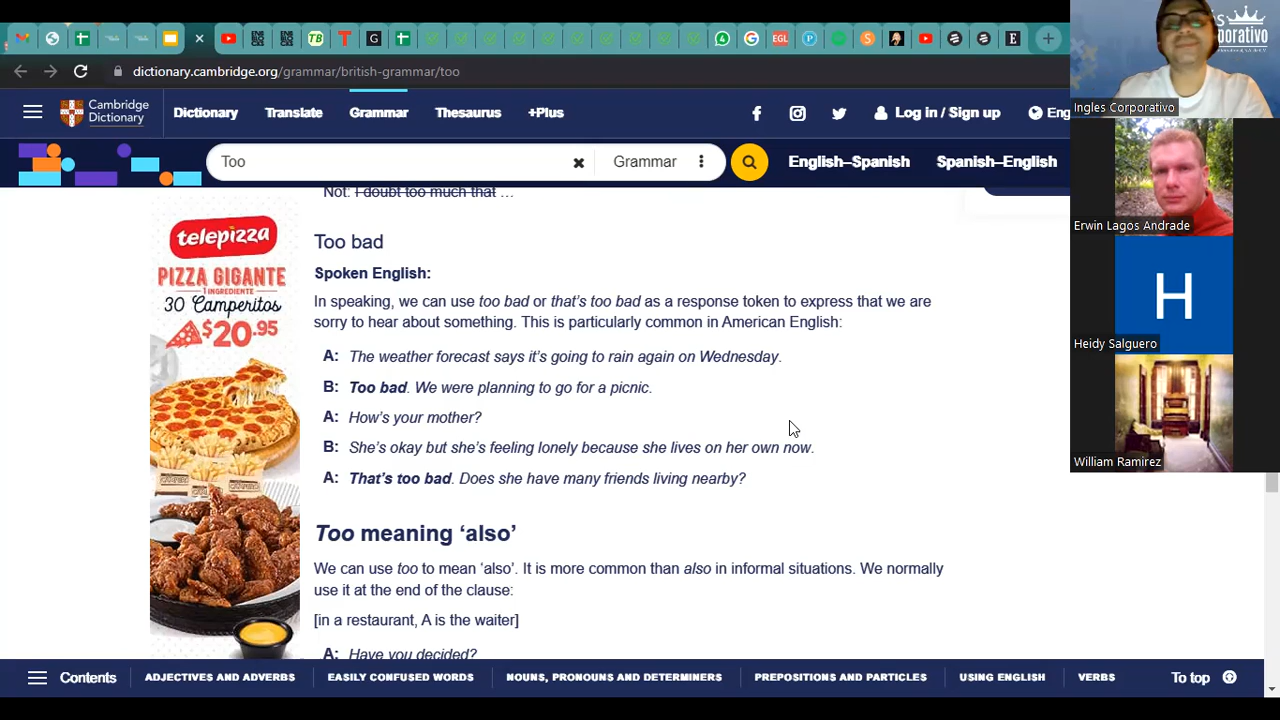 dictionary.cambridge.org/grammar/british-grammar/too
Cambridge
Dictionary
Dictionary
Translate
Grammar
Thesaurus
+Plus
Log in / Sign up
Eng
Too
Grammar
English–Spanish
Spanish–English
Not: I doubt too much that …
telepizza
PIZZA GIGANTE
1 INGREDIENTE
30 Camperitos
$20.95
Too bad
Spoken English:
In speaking, we can use too bad or that's too bad as a response token to express that we are
sorry to hear about something. This is particularly common in American English:
A: The weather forecast says it's going to rain again on Wednesday.
B: Too bad. We were planning to go for a picnic.
A: How's your mother?
B: She's okay but she's feeling lonely because she lives on her own now.
A: That's too bad. Does she have many friends living nearby?
Too meaning ‘also’
We can use too to mean ‘also’. It is more common than also in informal situations. We normally
use it at the end of the clause:
[in a restaurant, A is the waiter]
A: Have you decided?
Contents
ADJECTIVES AND ADVERBS
EASILY CONFUSED WORDS
NOUNS, PRONOUNS AND DETERMINERS
PREPOSITIONS AND PARTICLES
USING ENGLISH
VERBS
To top
Ingles Corporativo
Erwin Lagos Andrade
H
Heidy Salguero
William Ramirez